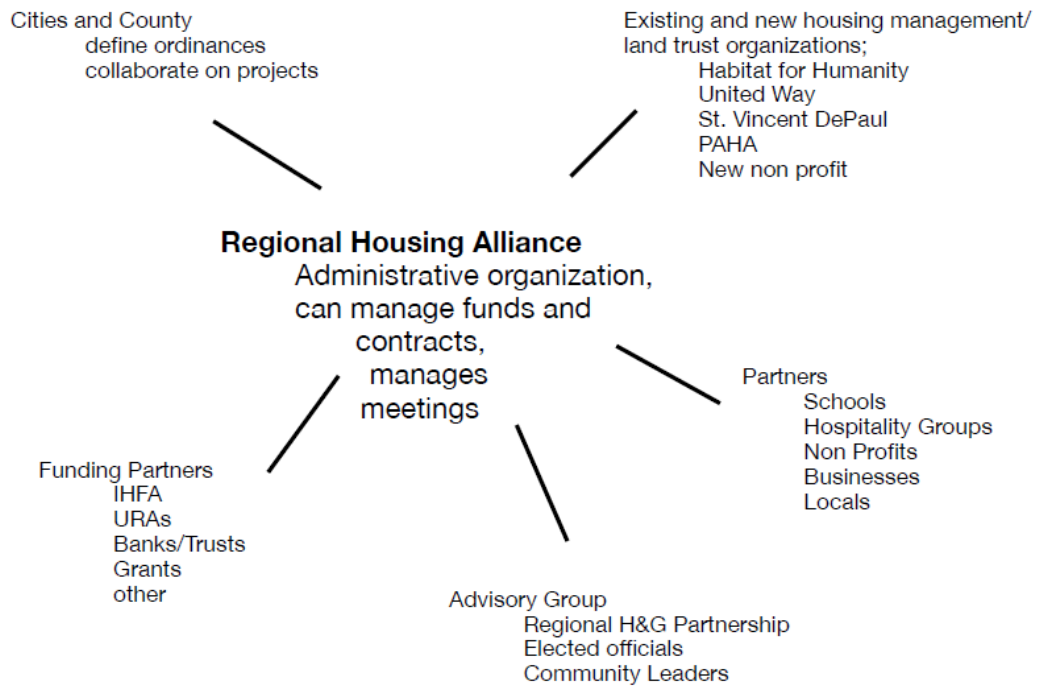 Cities and County
define ordinances
collaborate on projects
Existing and new housing management/
land trust organizations;
Habitat for Humanity
United Way
St. Vincent DePaul
PAHA
New non profit
Regional Housing Alliance
Administrative organization,
can manage funds and
contracts,
manages
meetings
Partners
Schools
Hospitality Groups
Non Profits
Businesses
Locals
Funding Partners
IHFA
URAs
Banks/Trusts
Grants
other
Advisory Group
Regional H&G Partnership
Elected officials
Community Leaders